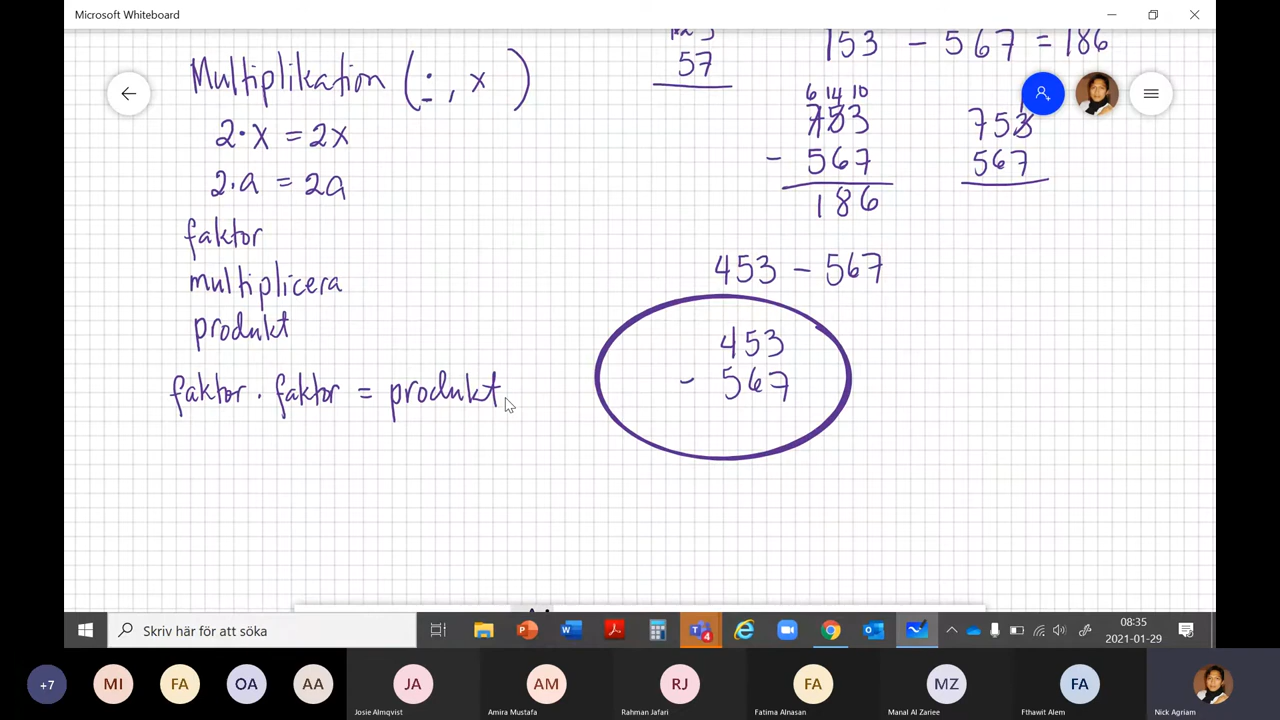 Microsoft Whiteboard
Multiplikation (·, x )
2·x = 2x
2·a = 2a
faktor
multiplicera
produkt
faktor · faktor = produkt
57
153 - 567 = 186
6 14 10
753
- 567
186
753
567
453 - 567
453
- 567
Skriv här för att söka
4
08:35
2021-01-29
+7
MI
FA
OA
AA
JA
Josie Almqvist
AM
Amira Mustafa
RJ
Rahman Jafari
FA
Fatima Alnasan
MZ
Manal Al Zariee
FA
Fthawit Alem
Nick Agriam